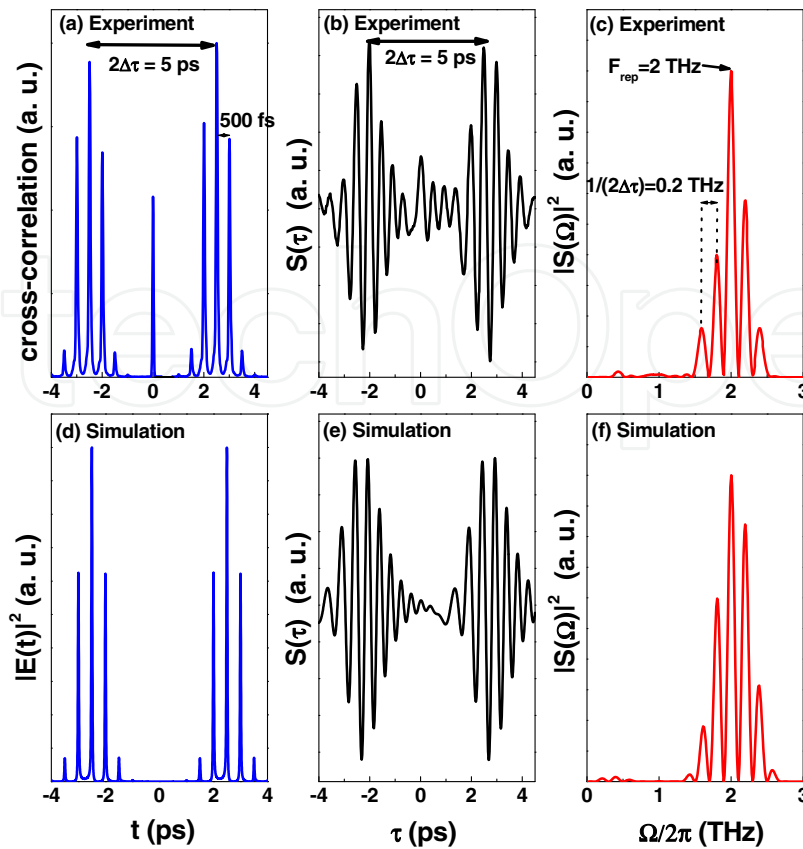 (a) Experiment
2Δτ = 5 ps
500 fs
cross-correlation (a. u.)
-4 -2 0 2 4
(b) Experiment
2Δτ = 5 ps
S(τ) (a. u.)
-4 -2 0 2 4
(c) Experiment
F_rep=2 THz
1/(2Δτ)=0.2 THz
|S(Ω)|² (a. u.)
0 1 2 3
techOpe
(d) Simulation
|E(t)|² (a. u.)
-4 -2 0 2 4
t (ps)
(e) Simulation
S(τ) (a. u.)
-4 -2 0 2 4
τ (ps)
(f) Simulation
|S(Ω)|² (a. u.)
0 1 2 3
Ω/2π (THz)